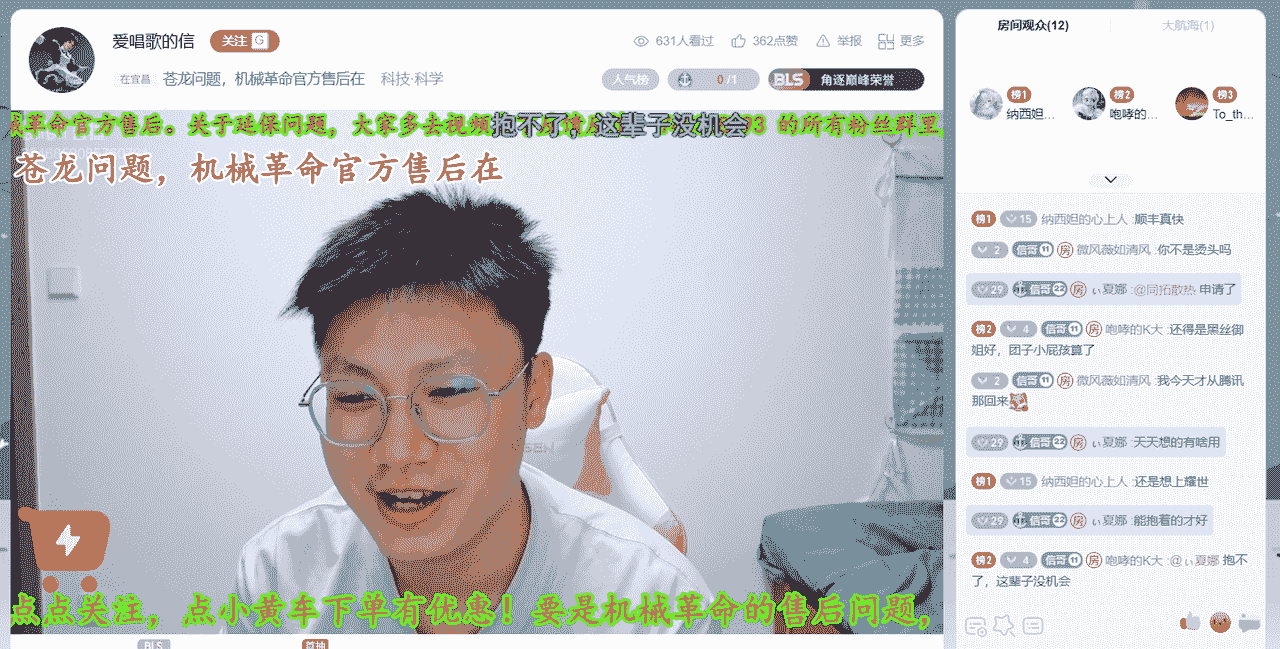 爱唱歌的信
关注 G
631人看过
362点赞
举报
更多
在宜昌
苍龙问题，机械革命官方售后在
科技·科学
人气榜
0/1
BLS
角逐巅峰荣誉
革命官方售后。关于延保问题，大家多去视频
的所有粉丝群里
抱不了，这辈子没机会
苍龙问题，机械革命官方售后在
点点关注，点小黄车下单有优惠！要是机械革命的售后问题，
BLS
房间观众(12)
大航海(1)
榜1
纳西妲...
榜2
咆哮的...
榜3
To_th...
榜1 15 纳西妲的心上人 :顺丰真快
2 信哥 11 房 微风薇如清风 :你不是烫头吗
29 信哥 22 房 ぃ夏娜 :@同拓散热 申请了
榜2 4 信哥 11 房 咆哮的K大 :还得是黑丝御
姐好，团子小屁孩算了
2 信哥 11 房 微风薇如清风 :我今天才从腾讯
那回来
29 信哥 22 房 ぃ夏娜 :天天想的有啥用
榜1 15 纳西妲的心上人 :还是想上耀世
29 信哥 22 房 ぃ夏娜 :能抱着的才好
榜2 4 信哥 11 房 咆哮的K大 :@ぃ夏娜 抱不
了，这辈子没机会